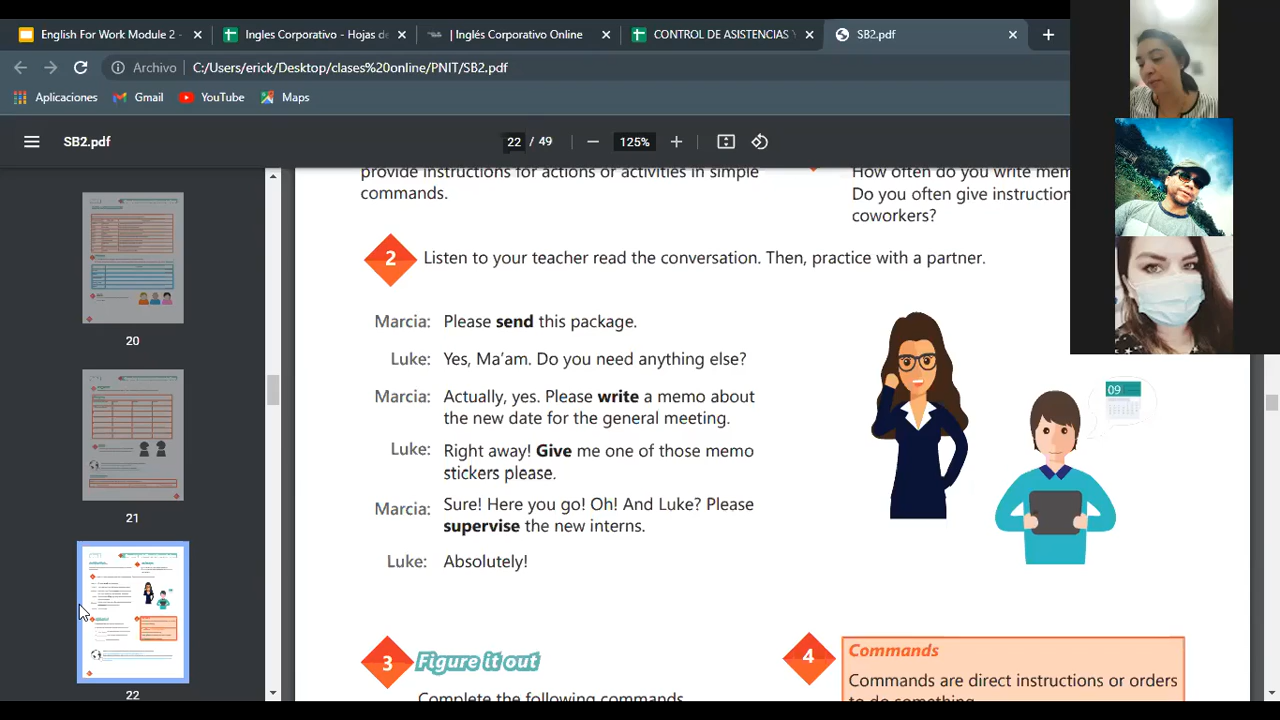 English For Work Module 2 -
Ingles Corporativo - Hojas de
| Inglés Corporativo Online
CONTROL DE ASISTENCIAS Y
SB2.pdf
Archivo
C:/Users/erick/Desktop/clases%20online/PNIT/SB2.pdf
Aplicaciones
Gmail
YouTube
Maps
SB2.pdf
22 / 49
125%
20
21
22
provide instructions for actions or activities in simple
commands.
How often do you write mem
Do you often give instruction
coworkers?
2
Listen to your teacher read the conversation. Then, practice with a partner.
Marcia: Please send this package.
Luke: Yes, Ma'am. Do you need anything else?
Marcia: Actually, yes. Please write a memo about
the new date for the general meeting.
Luke: Right away! Give me one of those memo
stickers please.
Marcia: Sure! Here you go! Oh! And Luke? Please
supervise the new interns.
Luke: Absolutely!
09
3
Figure it out
Complete the following commands
4
Commands
Commands are direct instructions or orders
to do something